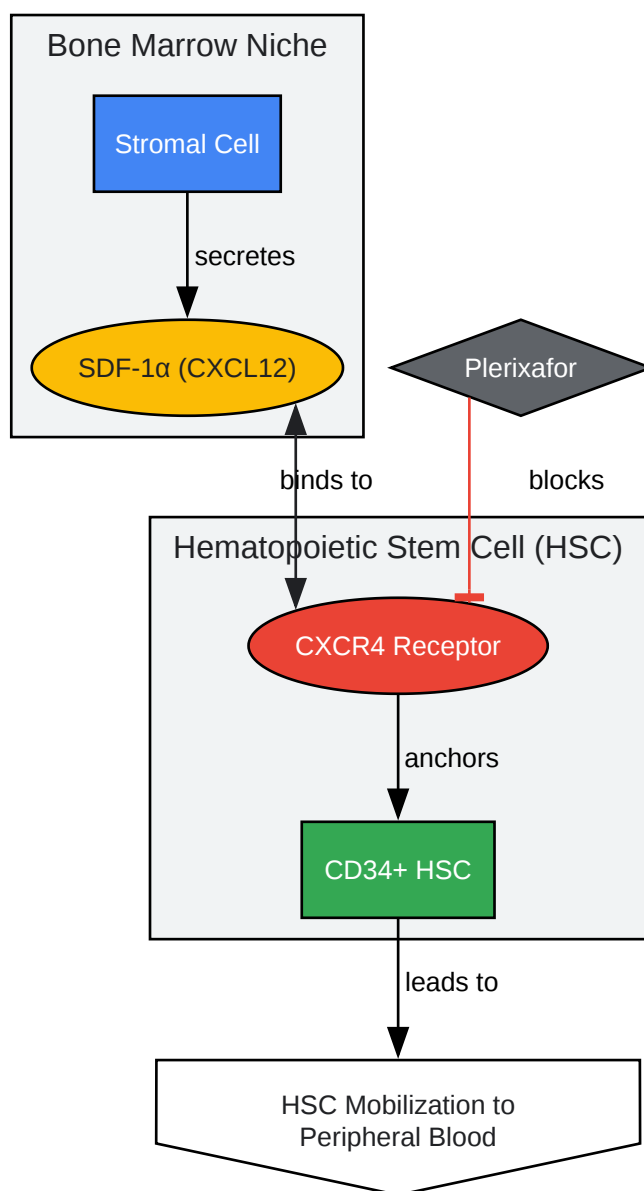 Bone Marrow Niche
Stromal Cell
secretes
SDF-1α (CXCL12)
Plerixafor
binds to
blocks
Hematopoietic Stem Cell (HSC)
CXCR4 Receptor
anchors
CD34+ HSC
leads to
HSC Mobilization to
Peripheral Blood